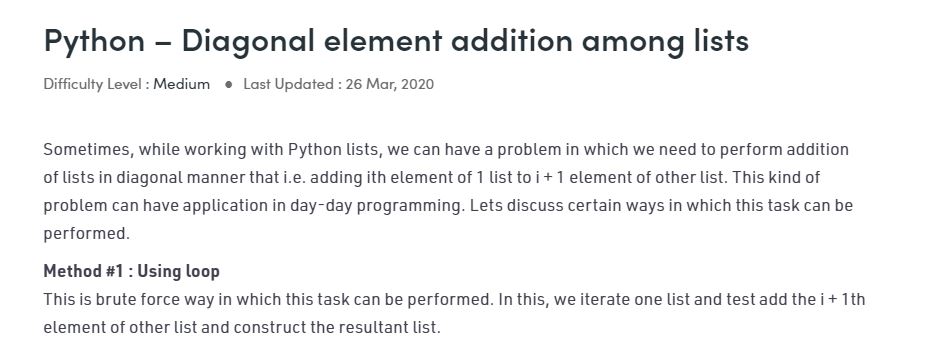 Python – Diagonal element addition among lists
Difficulty Level : Medium ● Last Updated : 26 Mar, 2020
Sometimes, while working with Python lists, we can have a problem in which we need to perform addition
of lists in diagonal manner that i.e. adding ith element of 1 list to i + 1 element of other list. This kind of
problem can have application in day-day programming. Lets discuss certain ways in which this task can be
performed.
Method #1 : Using loop
This is brute force way in which this task can be performed. In this, we iterate one list and test add the i + 1th
element of other list and construct the resultant list.